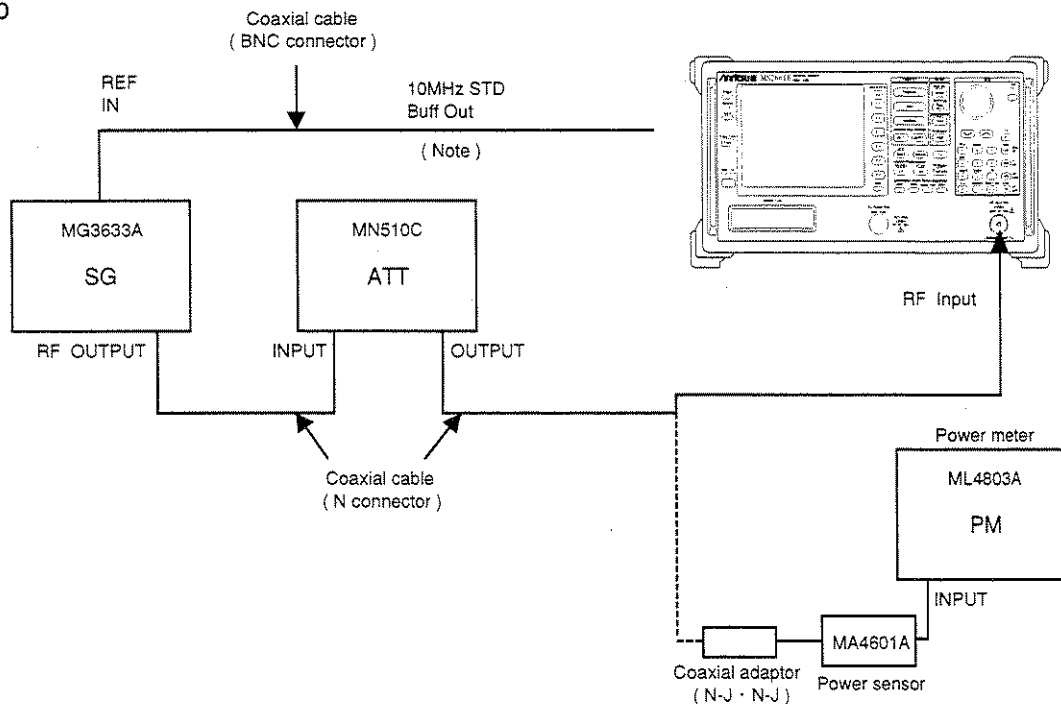 Coaxial cable
( BNC connector )
REF
IN
10MHz STD
Buff Out
( Note )
MG3633A
SG
MN510C
ATT
RF Input
RF OUTPUT
INPUT
OUTPUT
Coaxial cable
( N connector )
Power meter
ML4803A
PM
INPUT
MA4601A
Coaxial adaptor
( N-J · N-J )
Power sensor